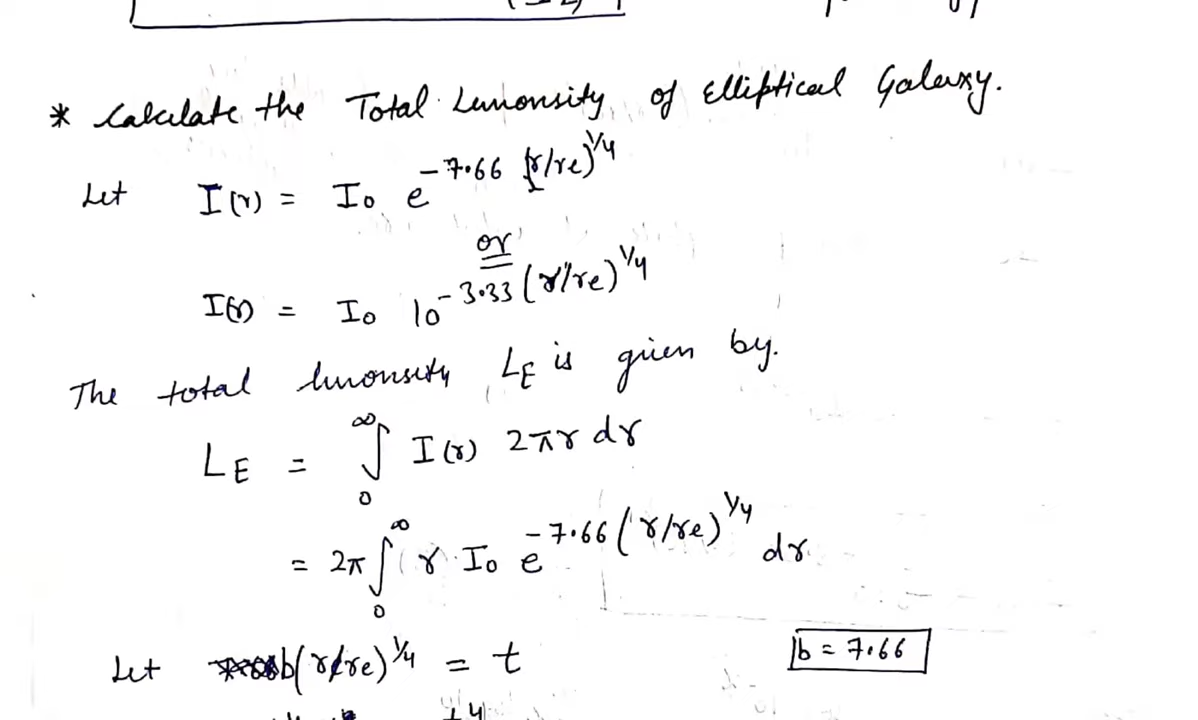 * Calculate the Total Lumonsity of Elliptical Galaxy.
Let I(r) = I₀ e^{-7.66 (r/re)^{1/4}}
or
I(r) = I₀ 10^{-3.33 (r/re)^{1/4}}
The total lumonsity L_E is given by.
L_E = ∫₀^∞ I(r) 2πr dr
= 2π ∫₀^∞ r · I₀ e^{-7.66 (r/re)^{1/4}} dr
Let b(r/re)^{1/4} = t
b = 7.66